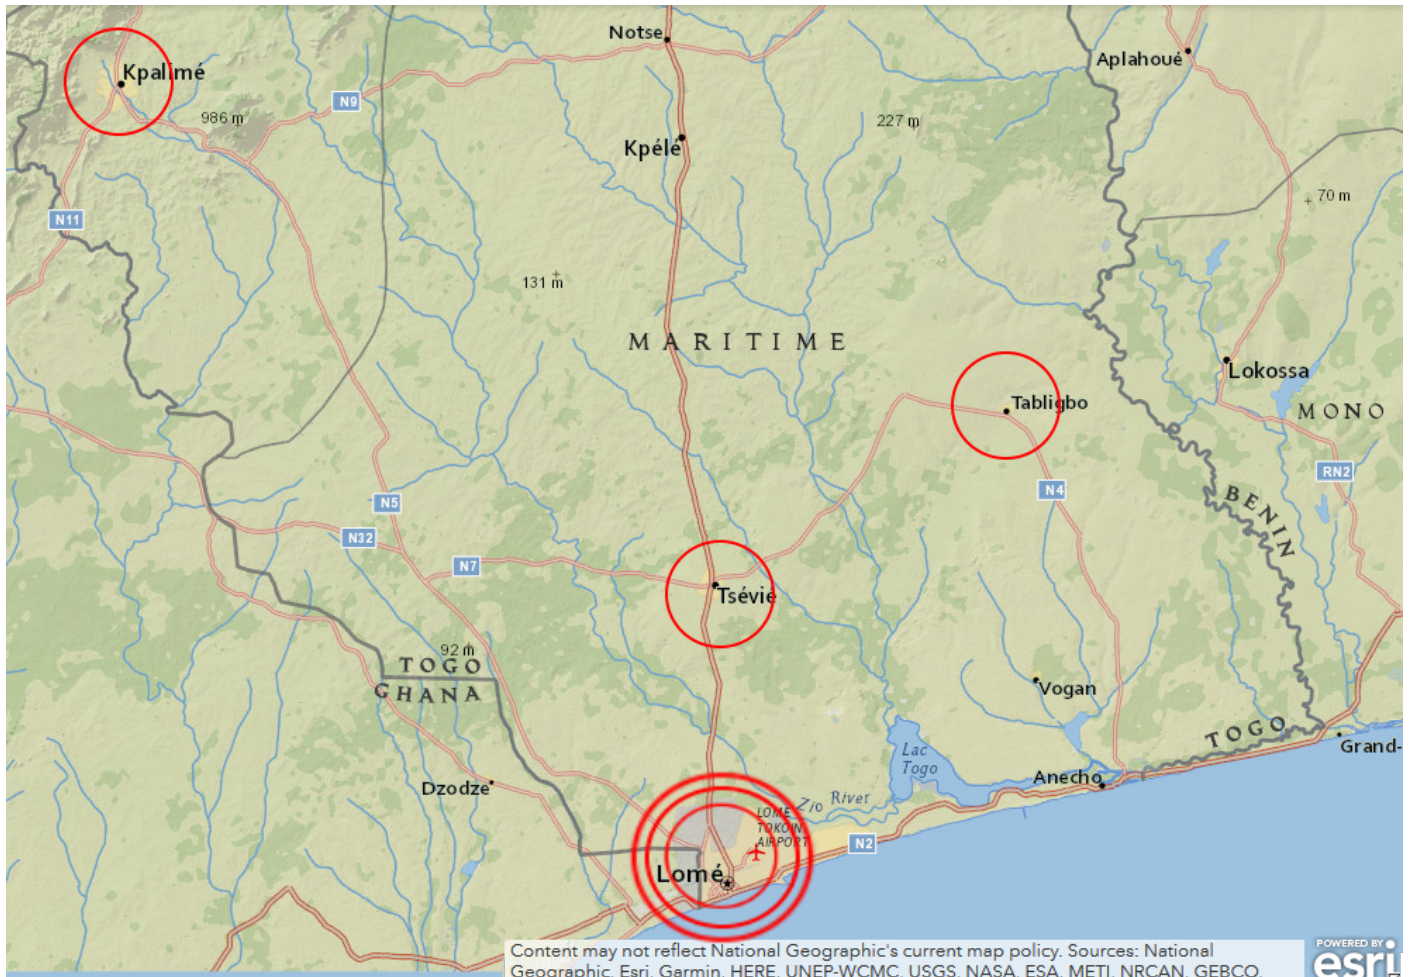 Notse
Aplahoué
Kpalimé
N9
986 m
227 m
Kpélé
70 m
N11
131 m
MARITIME
Lokossa
Tabligbo
MONO
RN2
N4
BENIN
N5
N32
N7
Tsévié
92 m
TOGO
GHANA
Vogan
TOGO
Grand-
Lac
Togo
Anecho
Dzodze
Zio River
LOME
TOKOIN
AIRPORT
N2
Lomé
Content may not reflect National Geographic's current map policy. Sources: National
Geographic, Esri, Garmin, HERE, UNEP-WCMC, USGS, NASA, ESA, METI, NRCAN, GEBCO,
POWERED BY
esri